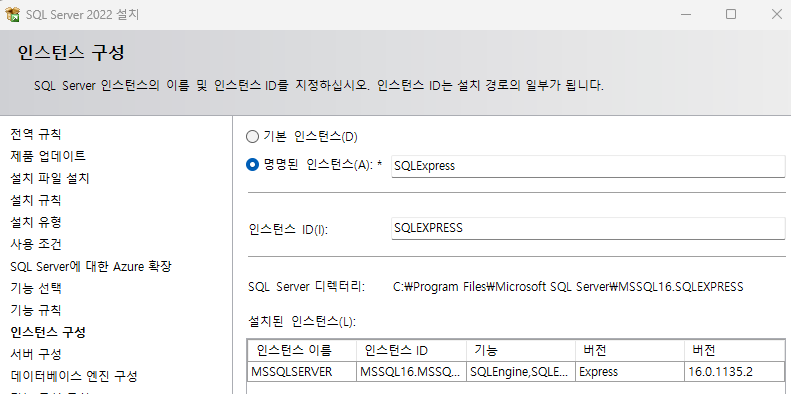 SQL Server 2022 설치
인스턴스 구성
SQL Server 인스턴스의 이름 및 인스턴스 ID를 지정하십시오. 인스턴스 ID는 설치 경로의 일부가 됩니다.
전역 규칙
제품 업데이트
설치 파일 설치
설치 규칙
설치 유형
사용 조건
SQL Server에 대한 Azure 확장
기능 선택
기능 규칙
인스턴스 구성
서버 구성
데이터베이스 엔진 구성
기본 인스턴스(D)
명명된 인스턴스(A): * SQLExpress
인스턴스 ID(I): SQLEXPRESS
SQL Server 디렉터리: C:₩Program Files₩Microsoft SQL Server₩MSSQL16.SQLEXPRESS
설치된 인스턴스(L):
인스턴스 이름 인스턴스 ID 기능 버전 버전
MSSQLSERVER MSSQL16.MSSQ... SQLEngine,SQLE... Express 16.0.1135.2